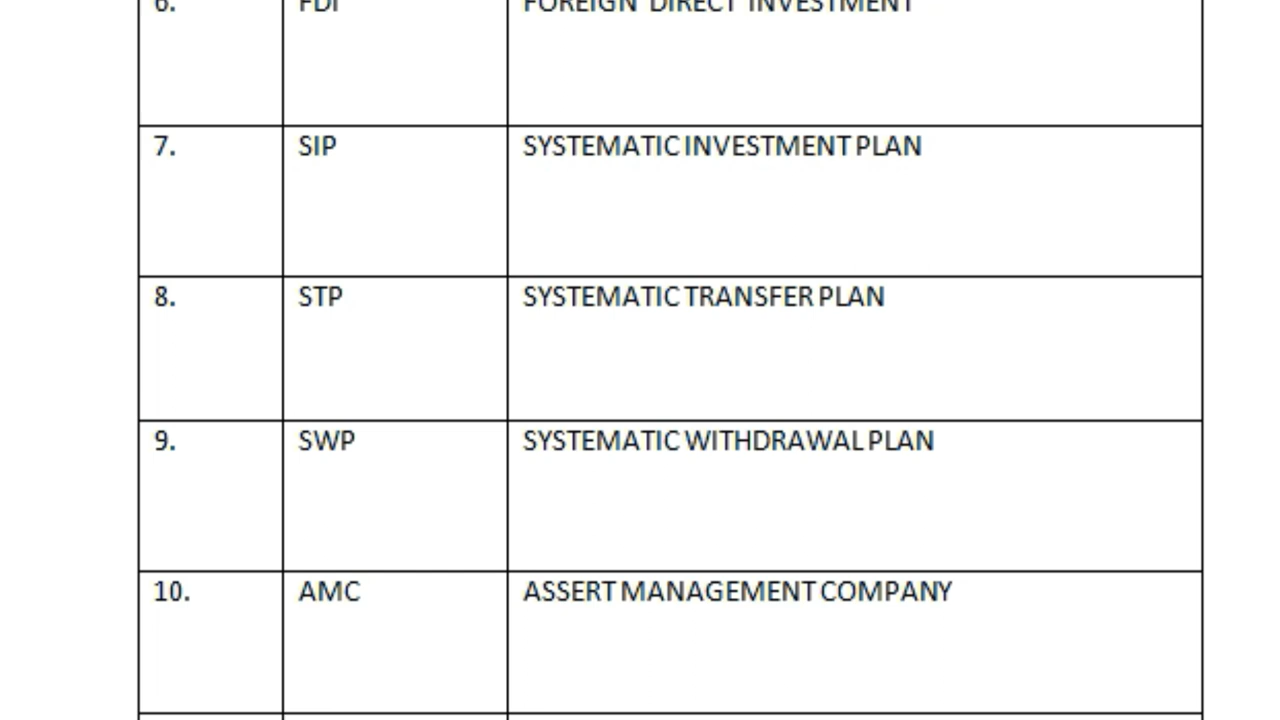 6. FDI FOREIGN DIRECT INVESTMENT
7. SIP SYSTEMATIC INVESTMENT PLAN
8. STP SYSTEMATIC TRANSFER PLAN
9. SWP SYSTEMATIC WITHDRAWAL PLAN
10. AMC ASSERT MANAGEMENT COMPANY